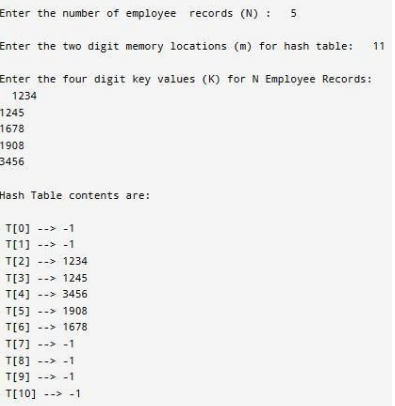 Enter the number of employee  records (N) :   5
Enter the two digit memory locations (m) for hash table:   11
Enter the four digit key values (K) for N Employee Records:
1234
1245
1678
1908
3456
Hash Table contents are:
T[0] --> -1
T[1] --> -1
T[2] --> 1234
T[3] --> 1245
T[4] --> 3456
T[5] --> 1908
T[6] --> 1678
T[7] --> -1
T[8] --> -1
T[9] --> -1
T[10] --> -1